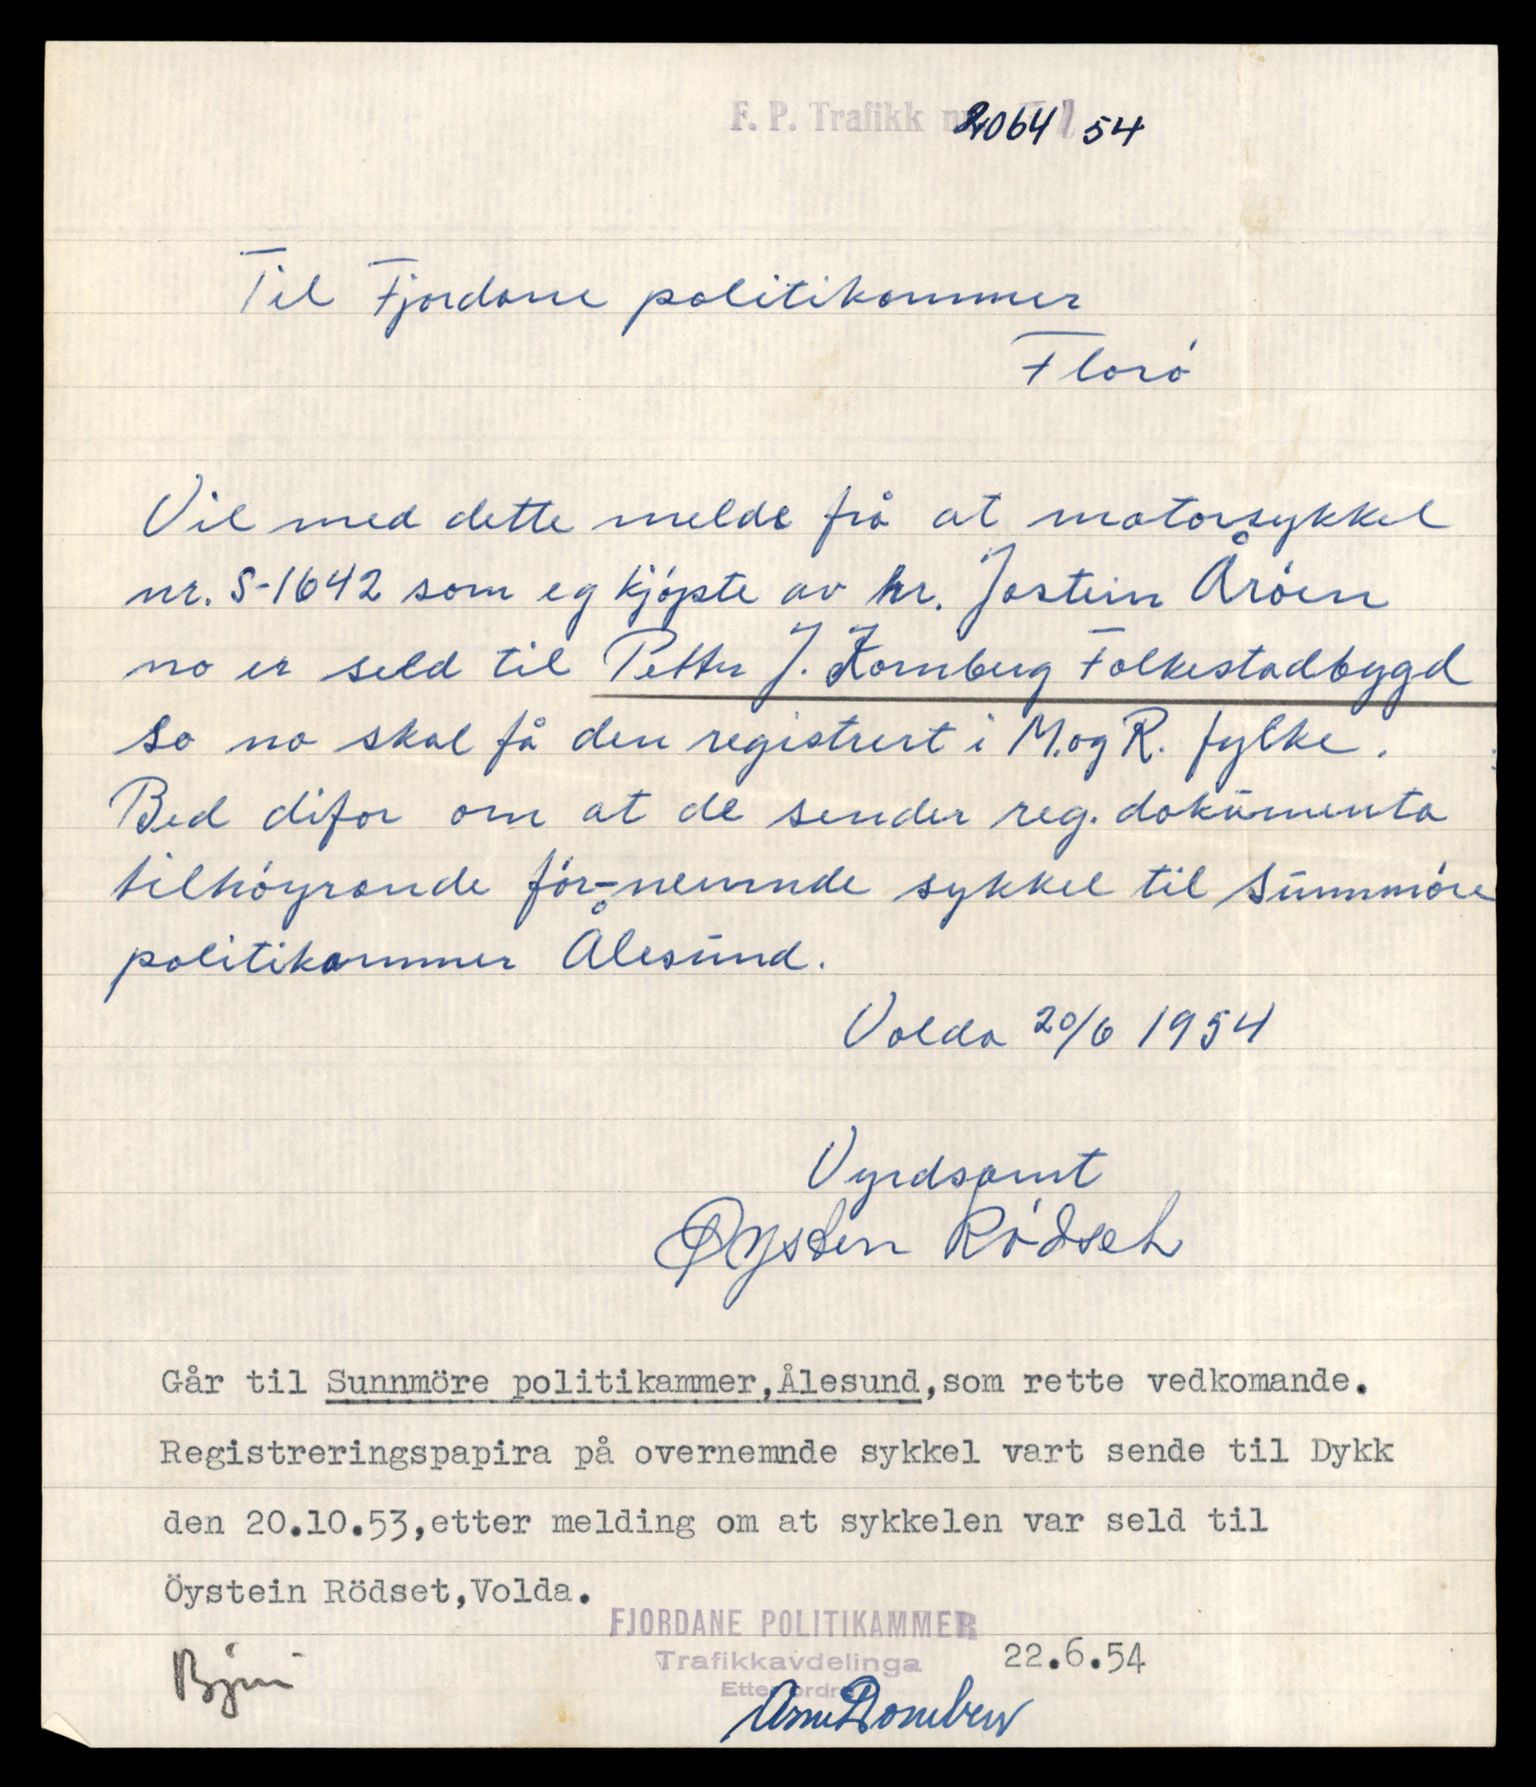 F. P. Trafikk nr. 2064/54
Til Fjordane politikammer
Florö
Vil med dette melde frå at motorsykkel
nr. S-1642 som eg kjöpte av hr. Jostein Åröen
no er seld til Petter J. Folkestadbygd
so no skal få den registrert i M. og R. fylke.
Bed difor om at de sender reg. dokumenta
tilhöyrande för-nemnde sykkel til Sunnmöre
politikammer Ålesund.
Volda 20/6 1954
Vyrdsamt
Øystein Rödset
Går til Sunnmöre politikammer,Ålesund,som rette vedkomande.
Registreringspapira på overnemnde sykkel vart sende til Dykk
den 20.10.53,etter melding om at sykkelen var seld til
Öystein Rödset,Volda.
FJORDANE POLITIKAMMER
Trafikkavdelinga 22.6.54
Etter ordre
Arne